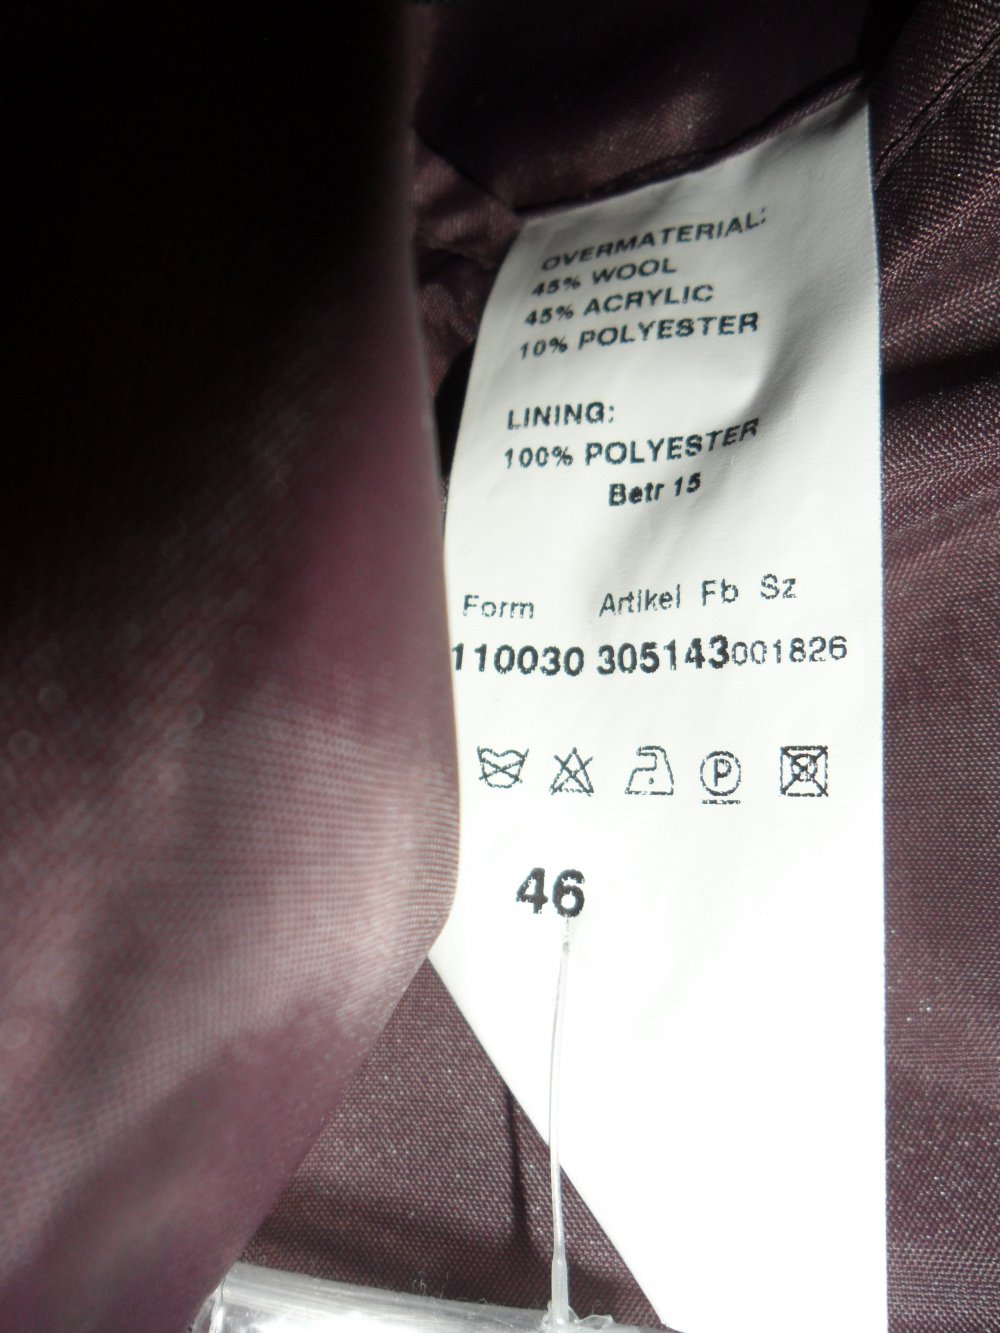 OVERMATERIAL:
45% WOOL
45% ACRYLIC
10% POLYESTER
LINING:
100% POLYESTER
Betr 15
Form Artikel Fb Sz
110030 305143001826
P
46